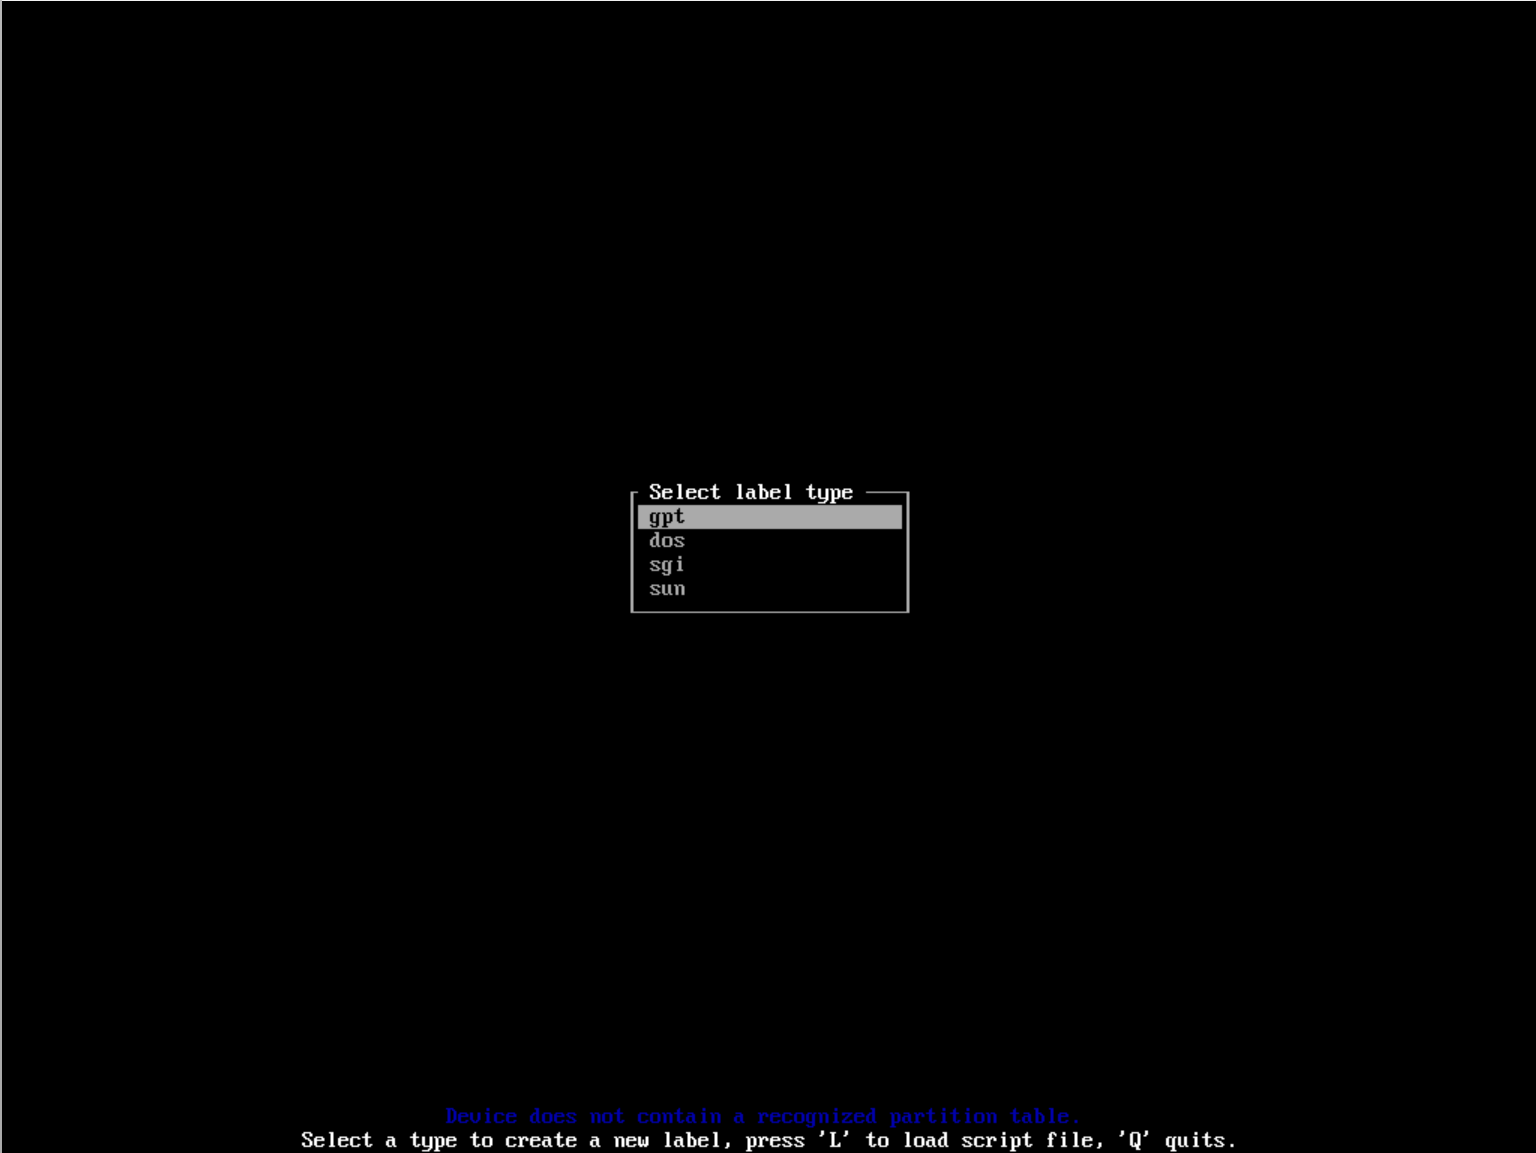 Select label type
gpt
dos
sgi
sun
Device does not contain a recognized partition table.
Select a type to create a new label, press 'L' to load script file, 'Q' quits.